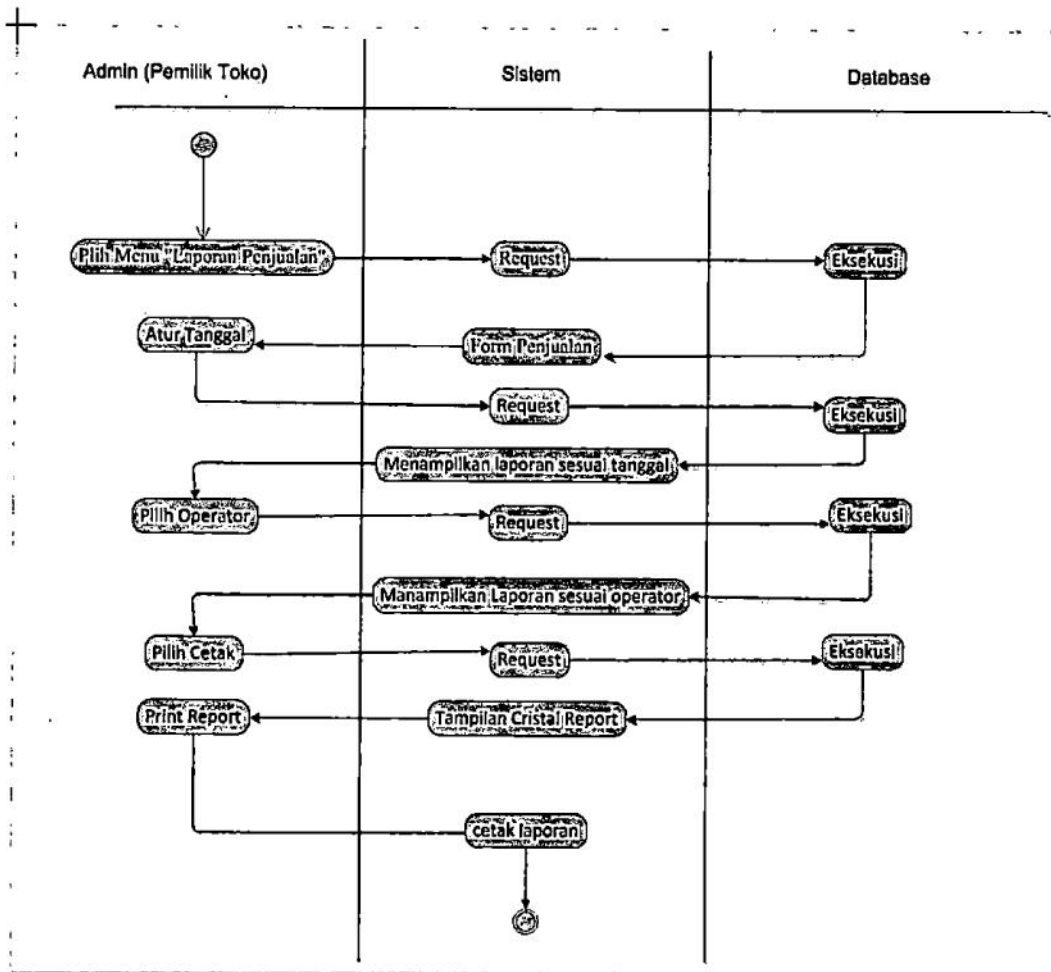 Admin (Pemilik Toko)
Sistem
Database
Plih Menu "Laporan Penjualan"
Request
Eksekusi
Atur Tanggal
Form Penjualan
Request
Eksekusi
Menampilkan laporan sesuai tanggal
Pilih Operator
Request
Eksekusi
Manampilkan Laporan sesuai operator
Pilih Cetak
Request
Eksekusi
Print Report
Tampilan Cristal Report
cetak laporan